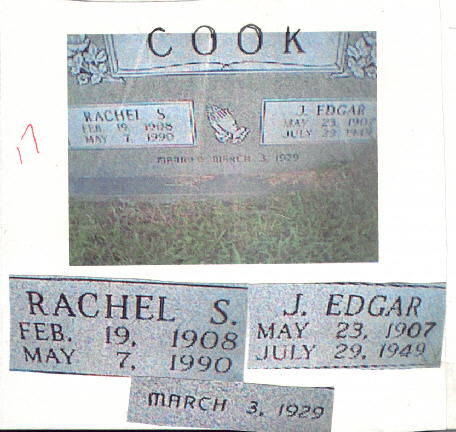 COOK
RACHEL S.
FEB. 19, 1908
MAY 7, 1990
J. EDGAR
MAY 23, 1907
JULY 29, 1949
MARRIED MARCH 3, 1929
17
RACHEL S.
FEB. 19, 1908
MAY 7, 1990
J. EDGAR
MAY 23, 1907
JULY 29, 1949
MARCH 3, 1929